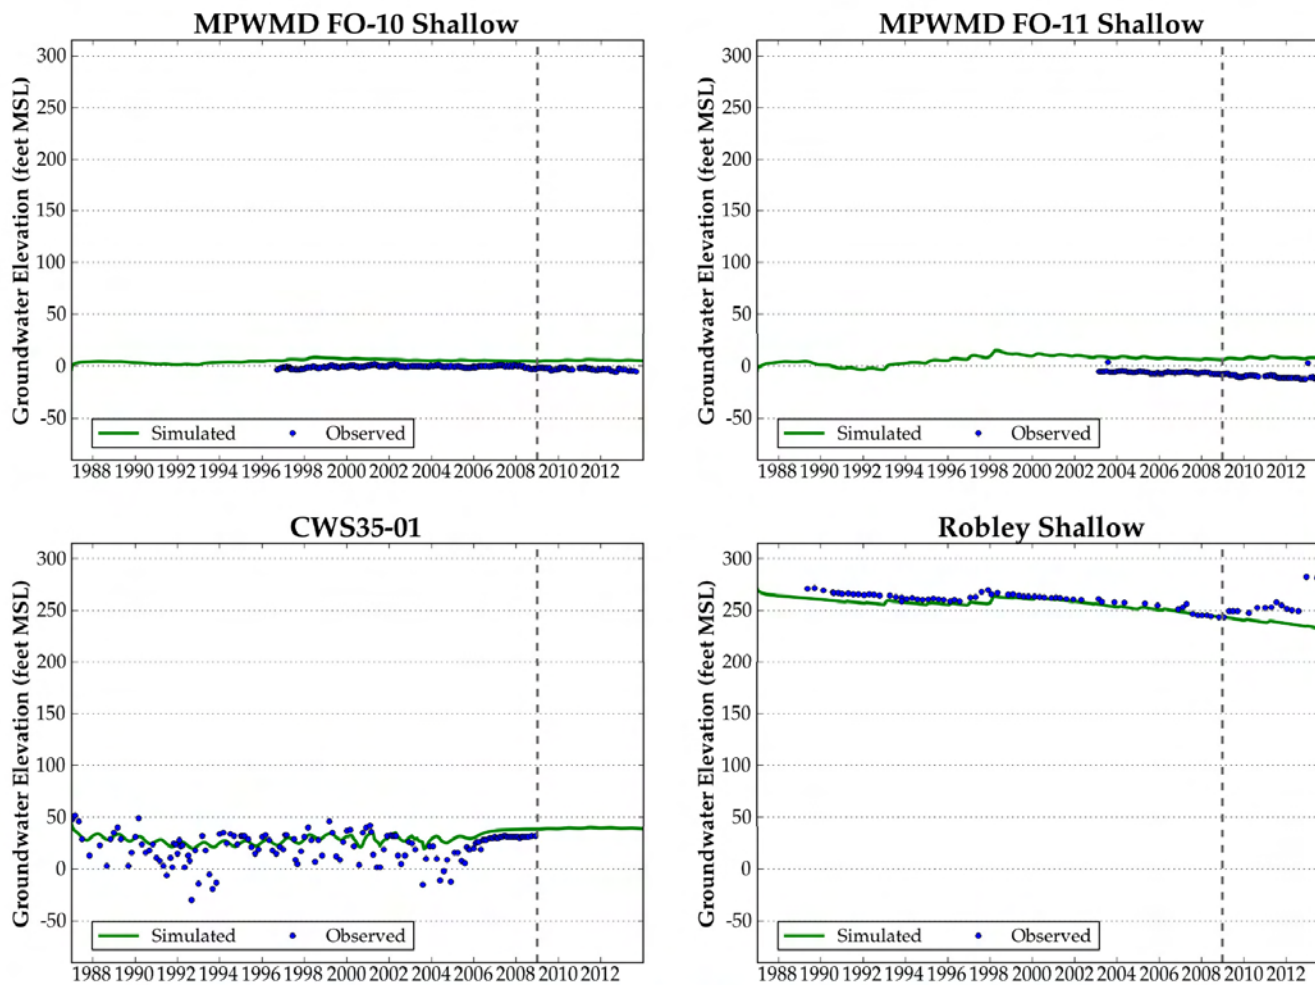 MPWMD FO-10 Shallow
Groundwater Elevation (feet MSL)
300
250
200
150
100
50
0
-50
Simulated
Observed
1988 1990 1992 1994 1996 1998 2000 2002 2004 2006 2008 2010 2012
MPWMD FO-11 Shallow
Groundwater Elevation (feet MSL)
300
250
200
150
100
50
0
-50
Simulated
Observed
1988 1990 1992 1994 1996 1998 2000 2002 2004 2006 2008 2010 2012
CWS35-01
Groundwater Elevation (feet MSL)
300
250
200
150
100
50
0
-50
Simulated
Observed
1988 1990 1992 1994 1996 1998 2000 2002 2004 2006 2008 2010 2012
Robley Shallow
Groundwater Elevation (feet MSL)
300
250
200
150
100
50
0
-50
Simulated
Observed
1988 1990 1992 1994 1996 1998 2000 2002 2004 2006 2008 2010 2012